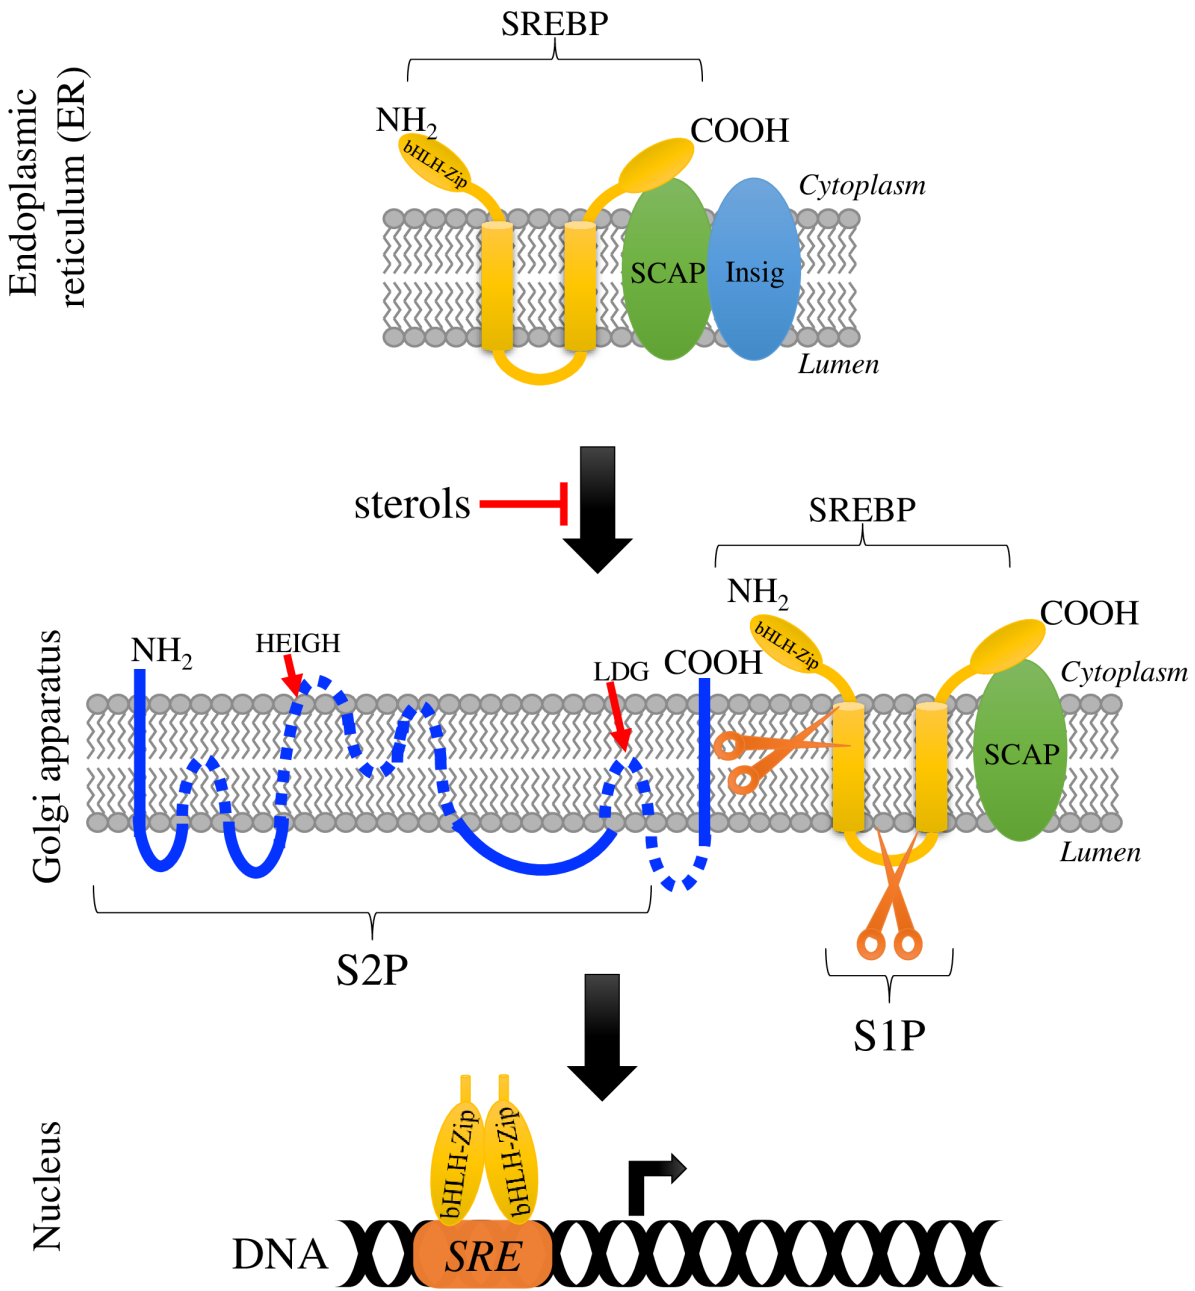 SREBP
Endoplasmic
reticulum (ER)
NH₂
bHLH-Zip
COOH
Cytoplasm
SCAP
Insig
Lumen
sterols
SREBP
Golgi apparatus
NH₂
HEIGH
LDG
COOH
NH₂
bHLH-Zip
COOH
Cytoplasm
SCAP
Lumen
S2P
S1P
Nucleus
bHLH-Zip
bHLH-Zip
DNA
SRE